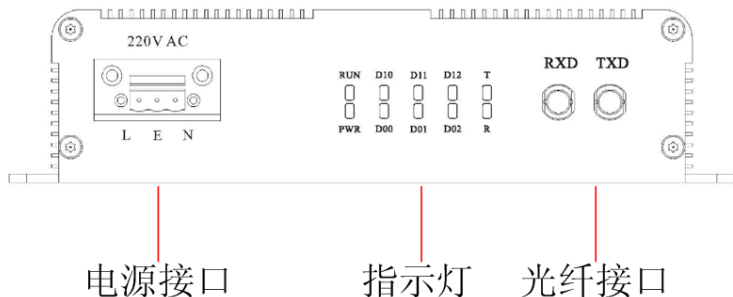 220V AC
RXD TXD
RUN D10 D11 D12 T
L E N
PWR D00 D01 D02 R
电源接口 指示灯 光纤接口